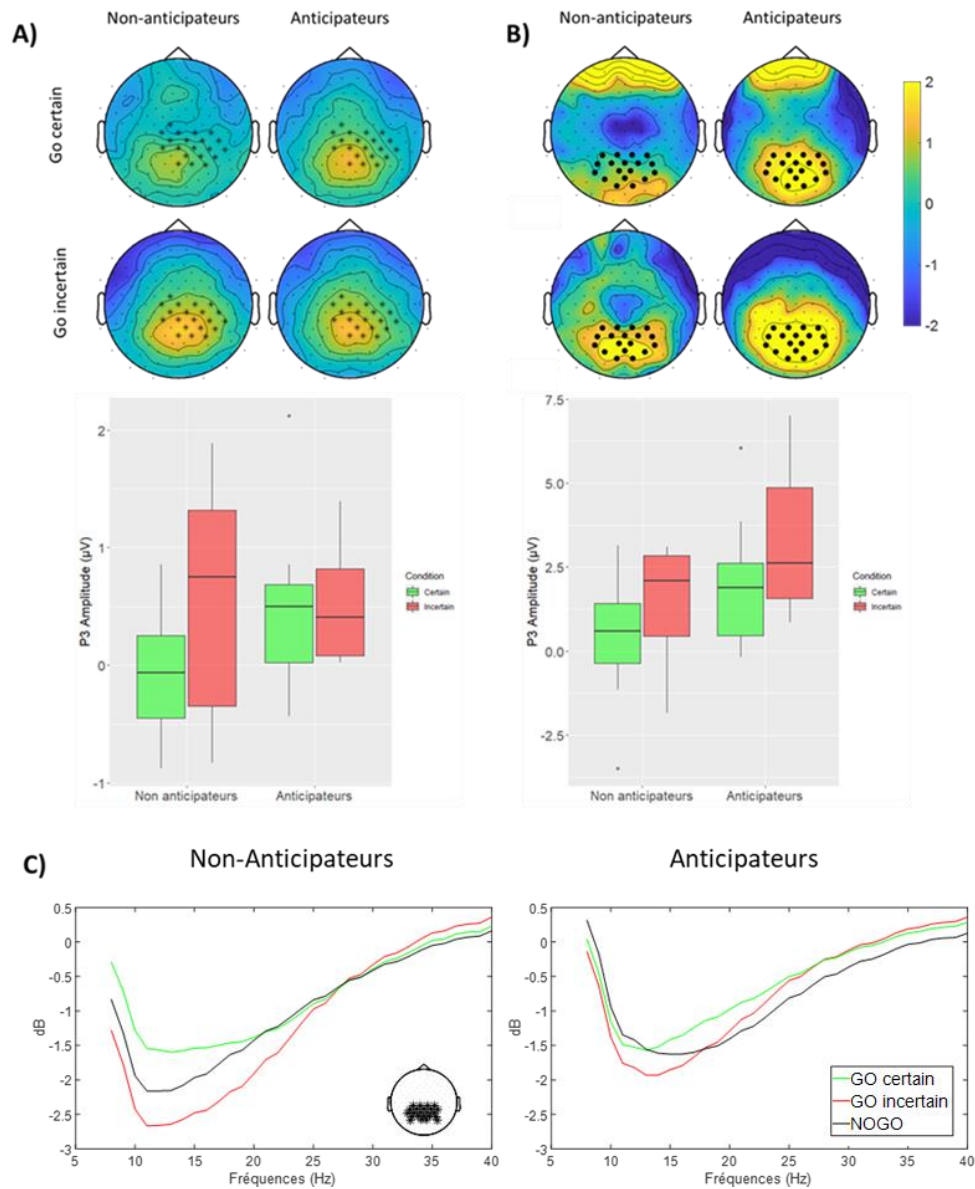 A)
Non-anticipateurs
Anticipateurs
Go certain
Go incertain
P3 Amplitude (µV)
2
1
0
-1
Non anticipateurs
Anticipateurs
Condition
Certain
Incertain
B)
Non-anticipateurs
Anticipateurs
2
1
0
-1
-2
P3 Amplitude (µV)
7.5
5.0
2.5
0.0
-2.5
Non anticipateurs
Anticipateurs
Condition
Certain
Incertain
C)
Non-Anticipateurs
dB
0.5
0
-0.5
-1
-1.5
-2
-2.5
-3
5 10 15 20 25 30 35 40
Fréquences (Hz)
Anticipateurs
dB
0.5
0
-0.5
-1
-1.5
-2
-2.5
-3
5 10 15 20 25 30 35 40
Fréquences (Hz)
GO certain
GO incertain
NOGO